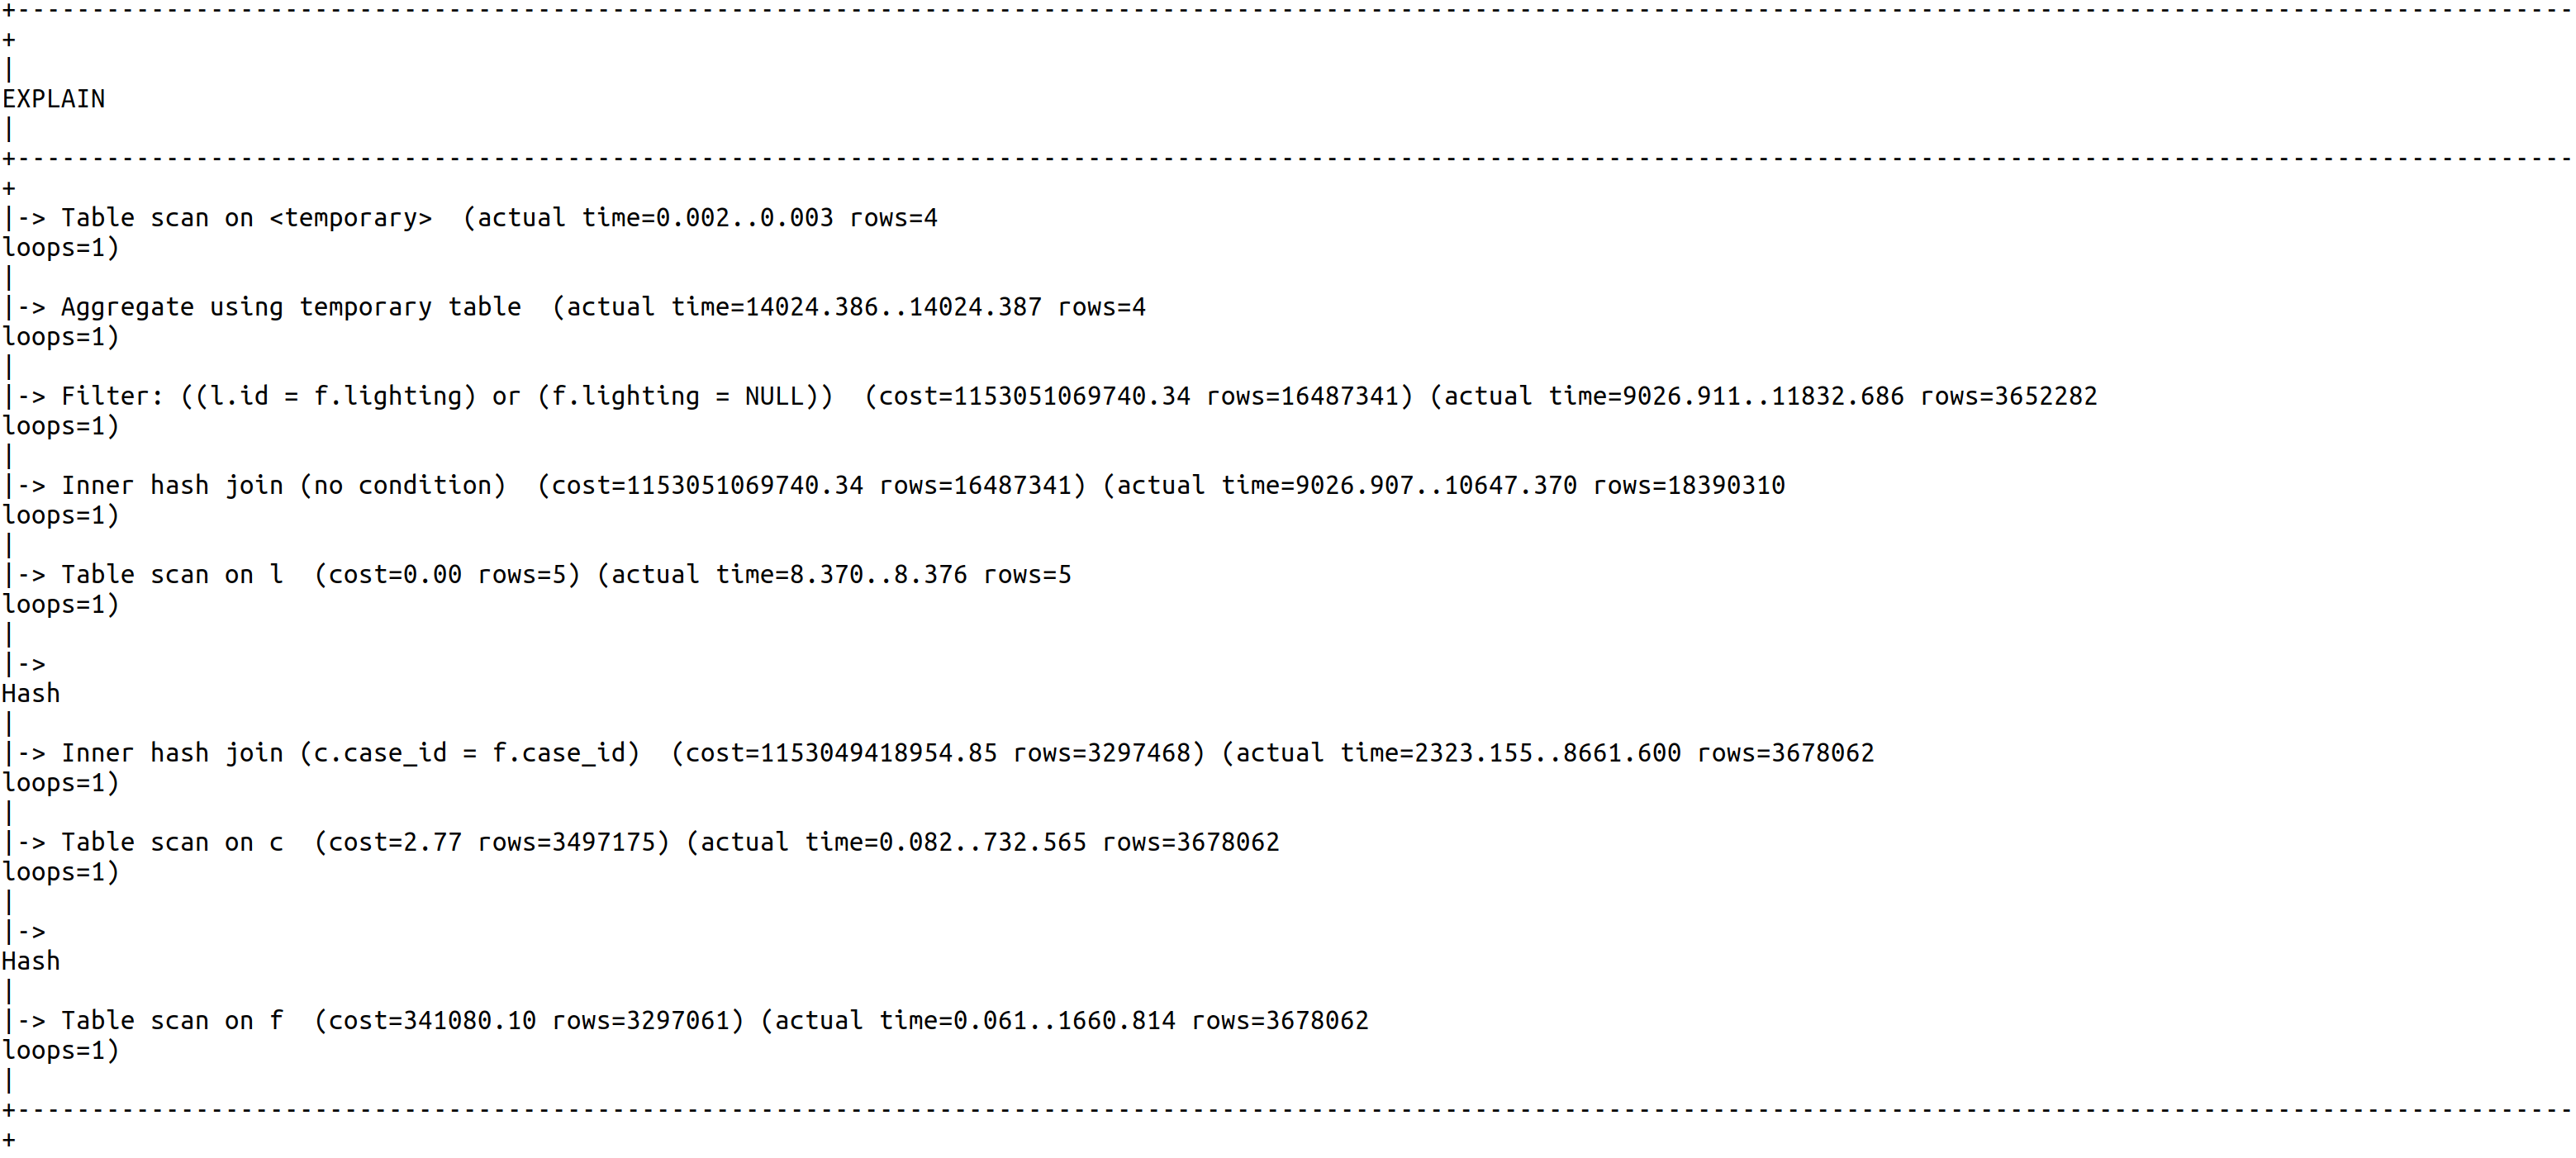 +----------------------------------------------------------------------------------------------------------------------------------------------------------------------------
+
|
EXPLAIN
|
+----------------------------------------------------------------------------------------------------------------------------------------------------------------------------
+
|-> Table scan on <temporary>  (actual time=0.002..0.003 rows=4
loops=1)
|
|-> Aggregate using temporary table  (actual time=14024.386..14024.387 rows=4
loops=1)
|
|-> Filter: ((l.id = f.lighting) or (f.lighting = NULL))  (cost=1153051069740.34 rows=16487341) (actual time=9026.911..11832.686 rows=3652282
loops=1)
|
|-> Inner hash join (no condition)  (cost=1153051069740.34 rows=16487341) (actual time=9026.907..10647.370 rows=18390310
loops=1)
|
|-> Table scan on l  (cost=0.00 rows=5) (actual time=8.370..8.376 rows=5
loops=1)
|
|->
Hash
|
|-> Inner hash join (c.case_id = f.case_id)  (cost=1153049418954.85 rows=3297468) (actual time=2323.155..8661.600 rows=3678062
loops=1)
|
|-> Table scan on c  (cost=2.77 rows=3497175) (actual time=0.082..732.565 rows=3678062
loops=1)
|
|->
Hash
|
|-> Table scan on f  (cost=341080.10 rows=3297061) (actual time=0.061..1660.814 rows=3678062
loops=1)
|
+----------------------------------------------------------------------------------------------------------------------------------------------------------------------------
+